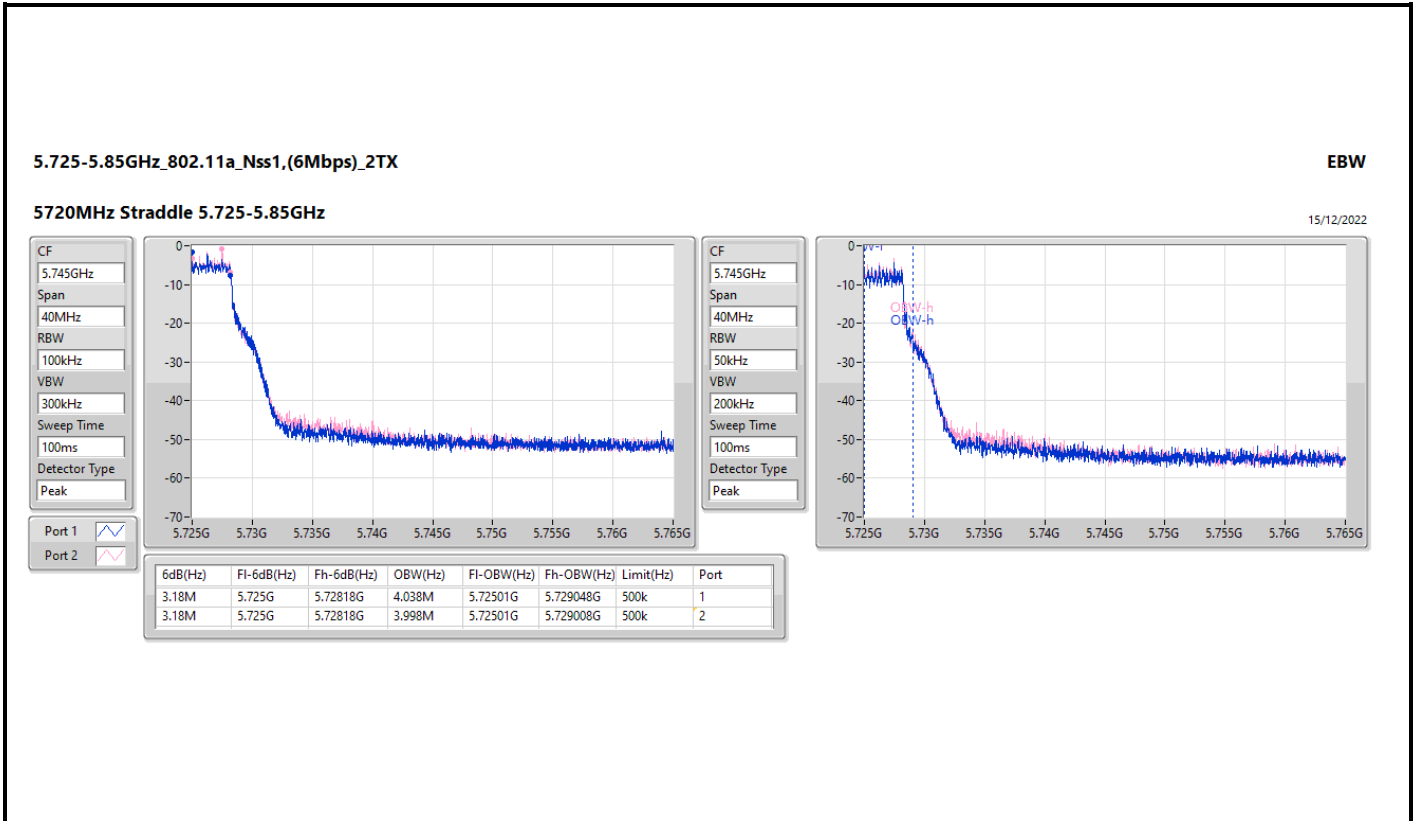 5.725-5.85GHz_802.11a_Nss1,(6Mbps)_2TX
EBW
5720MHz Straddle 5.725-5.85GHz
15/12/2022
CF
5.745GHz
Span
40MHz
RBW
100kHz
VBW
300kHz
Sweep Time
100ms
Detector Type
Peak
Port 1
Port 2
0
-10
-20
-30
-40
-50
-60
-70
5.725G 5.73G 5.735G 5.74G 5.745G 5.75G 5.755G 5.76G 5.765G
CF
5.745GHz
Span
40MHz
RBW
50kHz
VBW
200kHz
Sweep Time
100ms
Detector Type
Peak
0
-10
-20
-30
-40
-50
-60
-70
OBW-h
OBW-h
5.725G 5.73G 5.735G 5.74G 5.745G 5.75G 5.755G 5.76G 5.765G
6dB(Hz) Fl-6dB(Hz) Fh-6dB(Hz) OBW(Hz) Fl-OBW(Hz) Fh-OBW(Hz) Limit(Hz) Port
3.18M 5.725G 5.72818G 4.038M 5.72501G 5.729048G 500k 1
3.18M 5.725G 5.72818G 3.998M 5.72501G 5.729008G 500k 2